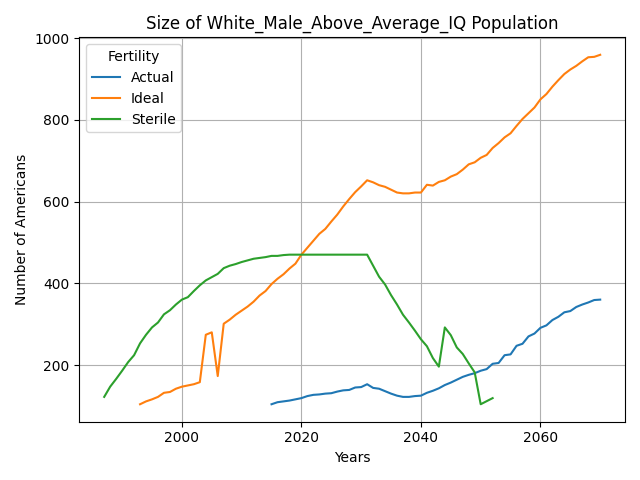 Size of White_Male_Above_Average_IQ Population
Fertility
Actual
Ideal
Sterile
Number of Americans
1000
800
600
400
200
2000
2020
2040
2060
Years